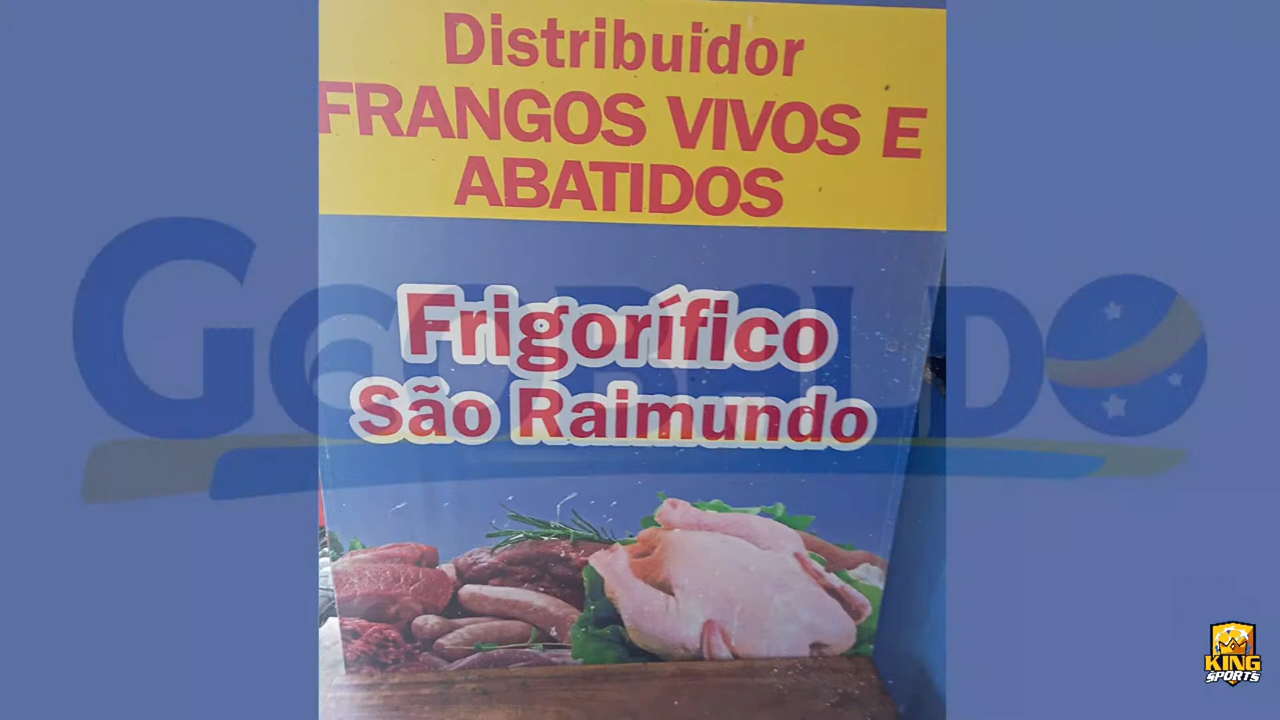 Distribuidor
FRANGOS VIVOS E
ABATIDOS
Frigorífico
São Raimundo
KING
SPORTS